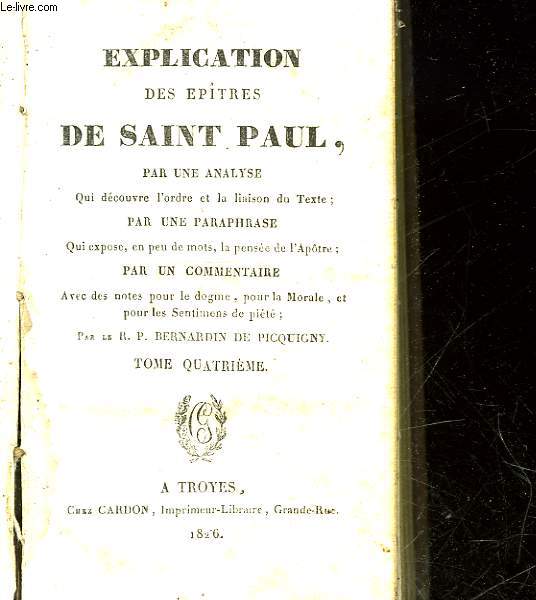 Le-livre.com
EXPLICATION
DES EPÎTRES
DE SAINT PAUL,
PAR UNE ANALYSE
Qui découvre l'ordre et la liaison du Texte ;
PAR UNE PARAPHRASE
Qui expose, en peu de mots, la pensée de l'Apôtre ;
PAR UN COMMENTAIRE
Avec des notes pour le dogme, pour la Morale, et
pour les Sentimens de piété ;
PAR LE R. P. BERNARDIN DE PICQUIGNY.
TOME QUATRIÈME.
CG
A TROYES,
CHEZ CARDON, Imprimeur-Libraire, Grande-Rue.
1826.